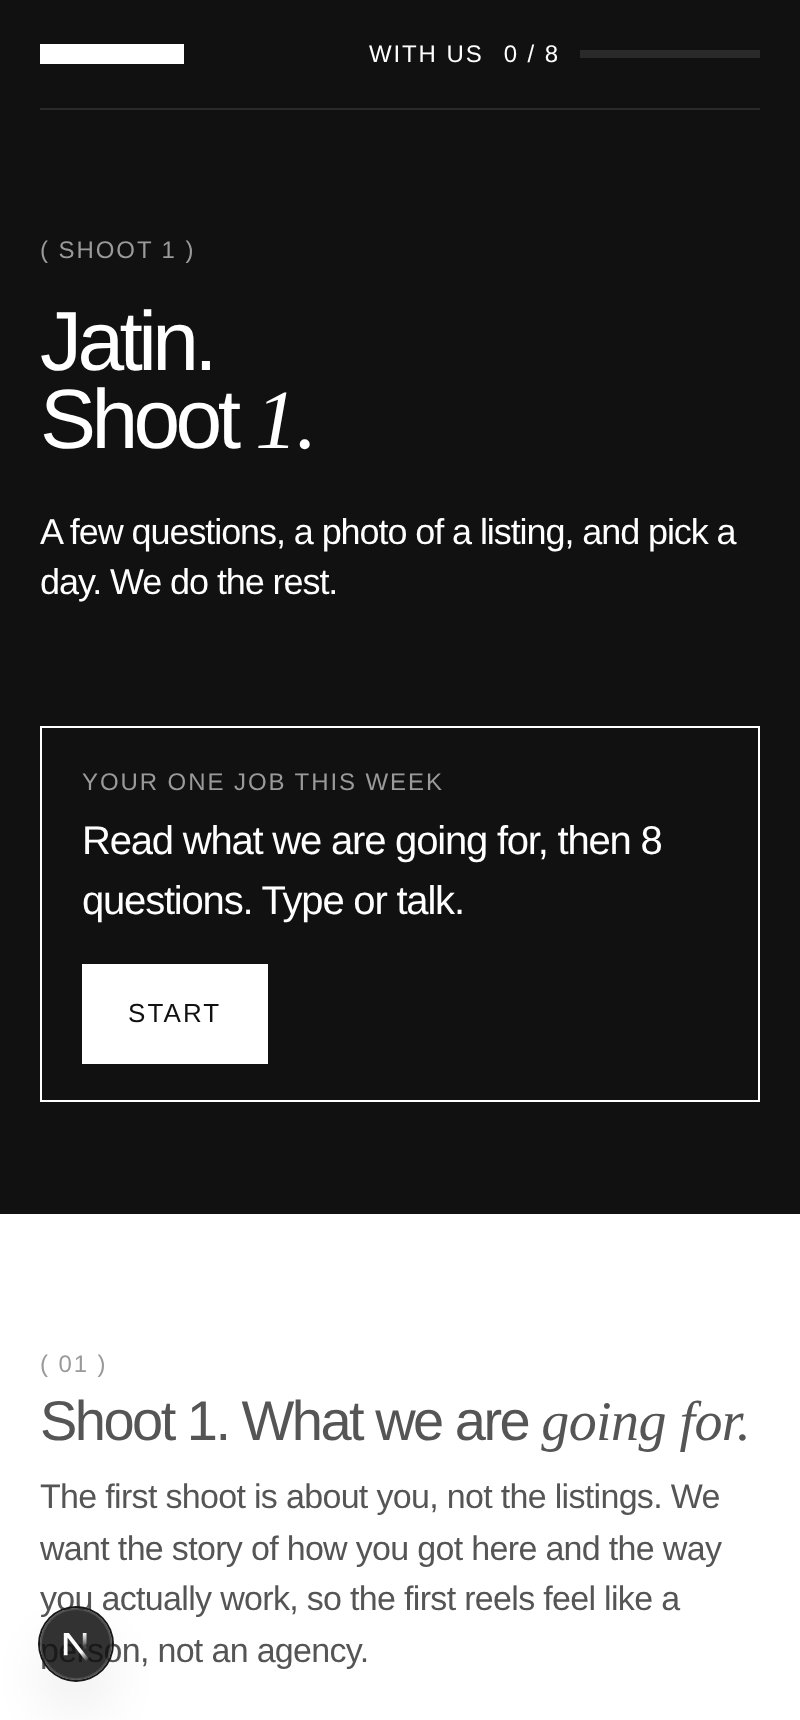 WITH US 0 / 8
( SHOOT 1 )
Jatin.
Shoot 1.
A few questions, a photo of a listing, and pick a
day. We do the rest.
YOUR ONE JOB THIS WEEK
Read what we are going for, then 8
questions. Type or talk.
START
( 01 )
Shoot 1. What we are going for.
The first shoot is about you, not the listings. We
want the story of how you got here and the way
you actually work, so the first reels feel like a
person, not an agency.
N